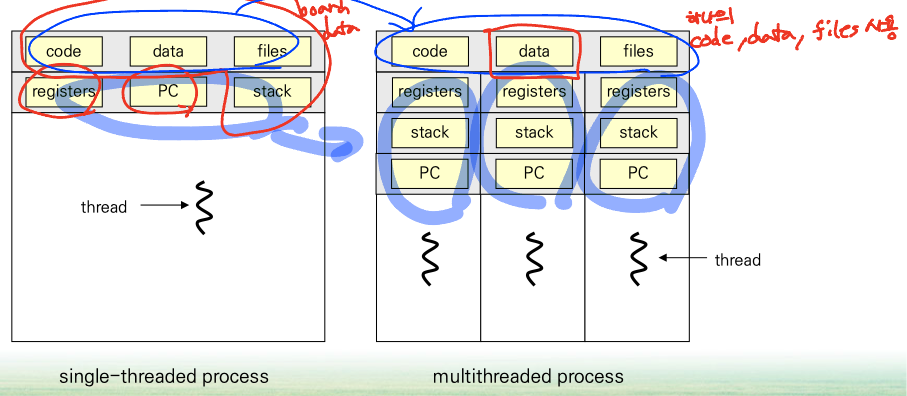 board
data
하나의
code, data, files 사용
code data files
registers PC stack
thread
single-threaded process
code data files
registers registers registers
stack stack stack
PC PC PC
thread
multithreaded process